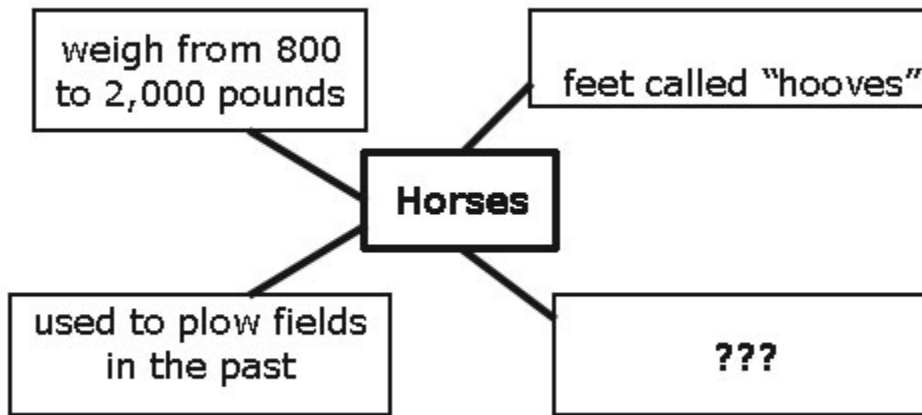 weigh from 800
to 2,000 pounds
feet called “hooves”
Horses
used to plow fields
in the past
???